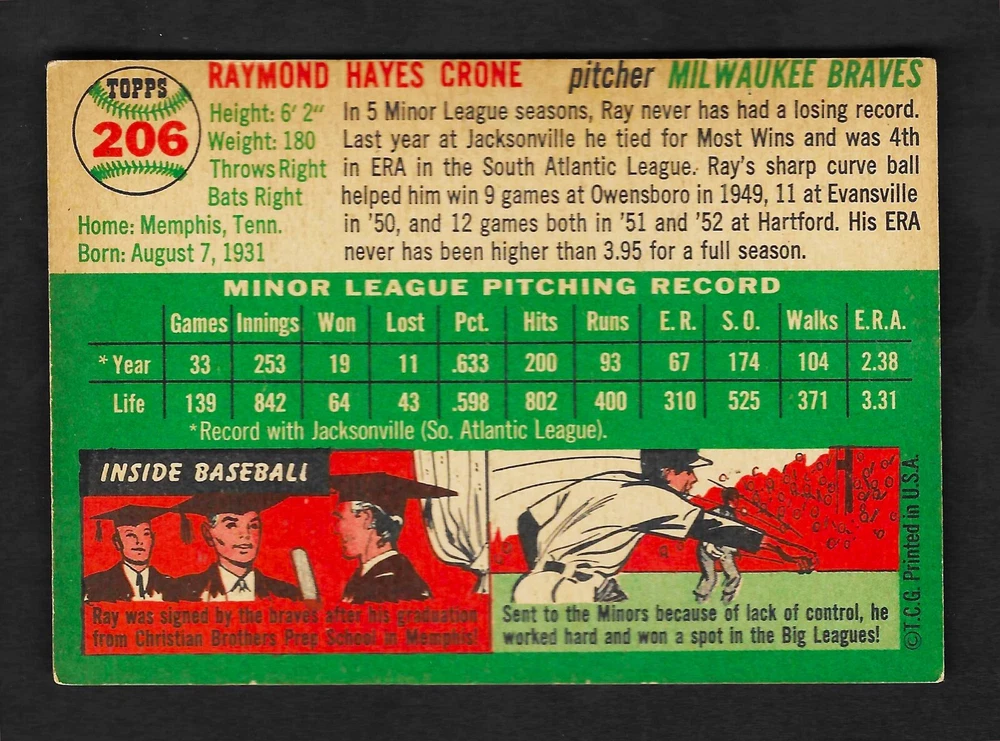 TOPPS
206
RAYMOND HAYES CRONE pitcher MILWAUKEE BRAVES
Height: 6' 2"
Weight: 180
Throws Right
Bats Right
Home: Memphis, Tenn.
Born: August 7, 1931
In 5 Minor League seasons, Ray never has had a losing record.
Last year at Jacksonville he tied for Most Wins and was 4th
in ERA in the South Atlantic League. Ray's sharp curve ball
helped him win 9 games at Owensboro in 1949, 11 at Evansville
in '50, and 12 games both in '51 and '52 at Hartford. His ERA
never has been higher than 3.95 for a full season.
MINOR LEAGUE PITCHING RECORD
Games Innings Won Lost Pct. Hits Runs E.R. S.O. Walks E.R.A.
* Year 33 253 19 11 .633 200 93 67 174 104 2.38
Life 139 842 64 43 .598 802 400 310 525 371 3.31
*Record with Jacksonville (So. Atlantic League).
INSIDE BASEBALL
Ray was signed by the braves after his graduation
from Christian Brothers Prep School in Memphis!
Sent to the Minors because of lack of control, he
worked hard and won a spot in the Big Leagues!
©T.C.G. Printed in U.S.A.